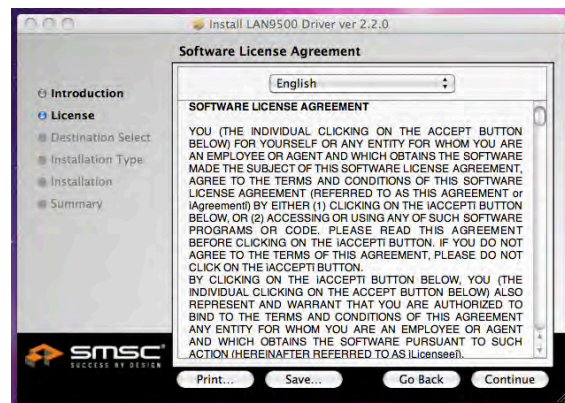 Install LAN9500 Driver ver 2.2.0
Software License Agreement
Introduction
License
Destination Select
Installation Type
Installation
Summary
English
SOFTWARE LICENSE AGREEMENT
YOU (THE INDIVIDUAL CLICKING ON THE ACCEPT BUTTON
BELOW) FOR YOURSELF OR ANY ENTITY FOR WHOM YOU ARE
AN EMPLOYEE OR AGENT AND WHICH OBTAINS THE SOFTWARE
MADE THE SUBJECT OF THIS SOFTWARE LICENSE AGREEMENT,
AGREE TO THE TERMS AND CONDITIONS OF THIS SOFTWARE
LICENSE AGREEMENT (REFERRED TO AS THIS AGREEMENT or
ìAgreementî) BY EITHER (1) CLICKING ON THE ìACCEPTî BUTTON
BELOW, OR (2) ACCESSING OR USING ANY OF SUCH SOFTWARE
PROGRAMS OR CODE. PLEASE READ THIS AGREEMENT
BEFORE CLICKING ON THE ìACCEPTî BUTTON. IF YOU DO NOT
AGREE TO THE TERMS OF THIS AGREEMENT, PLEASE DO NOT
CLICK ON THE ìACCEPTî BUTTON.
BY CLICKING ON THE ìACCEPTî BUTTON BELOW, YOU (THE
INDIVIDUAL CLICKING ON THE ACCEPT BUTTON BELOW) ALSO
REPRESENT AND WARRANT THAT YOU ARE AUTHORIZED TO
BIND TO THE TERMS AND CONDITIONS OF THIS AGREEMENT
ANY ENTITY FOR WHOM YOU ARE AN EMPLOYEE OR AGENT
AND WHICH OBTAINS THE SOFTWARE PURSUANT TO SUCH
ACTION (HEREINAFTER REFERRED TO AS ìLicenseeî).
smsc
SUCCESS BY DESIGN
Print...
Save...
Go Back
Continue